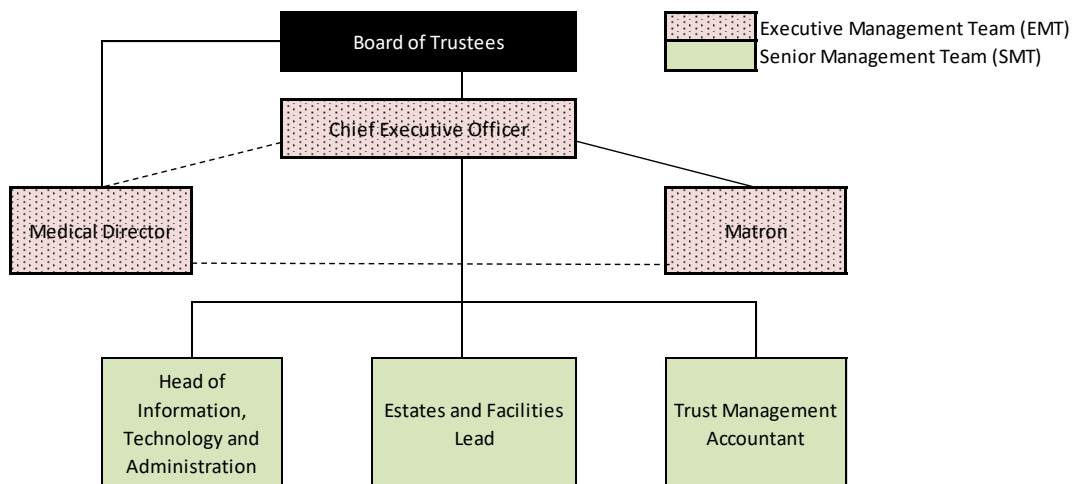 Board of Trustees
Executive Management Team (EMT)
Senior Management Team (SMT)
Chief Executive Officer
Medical Director
Matron
Head of
Information,
Technology and
Administration
Estates and Facilities
Lead
Trust Management
Accountant